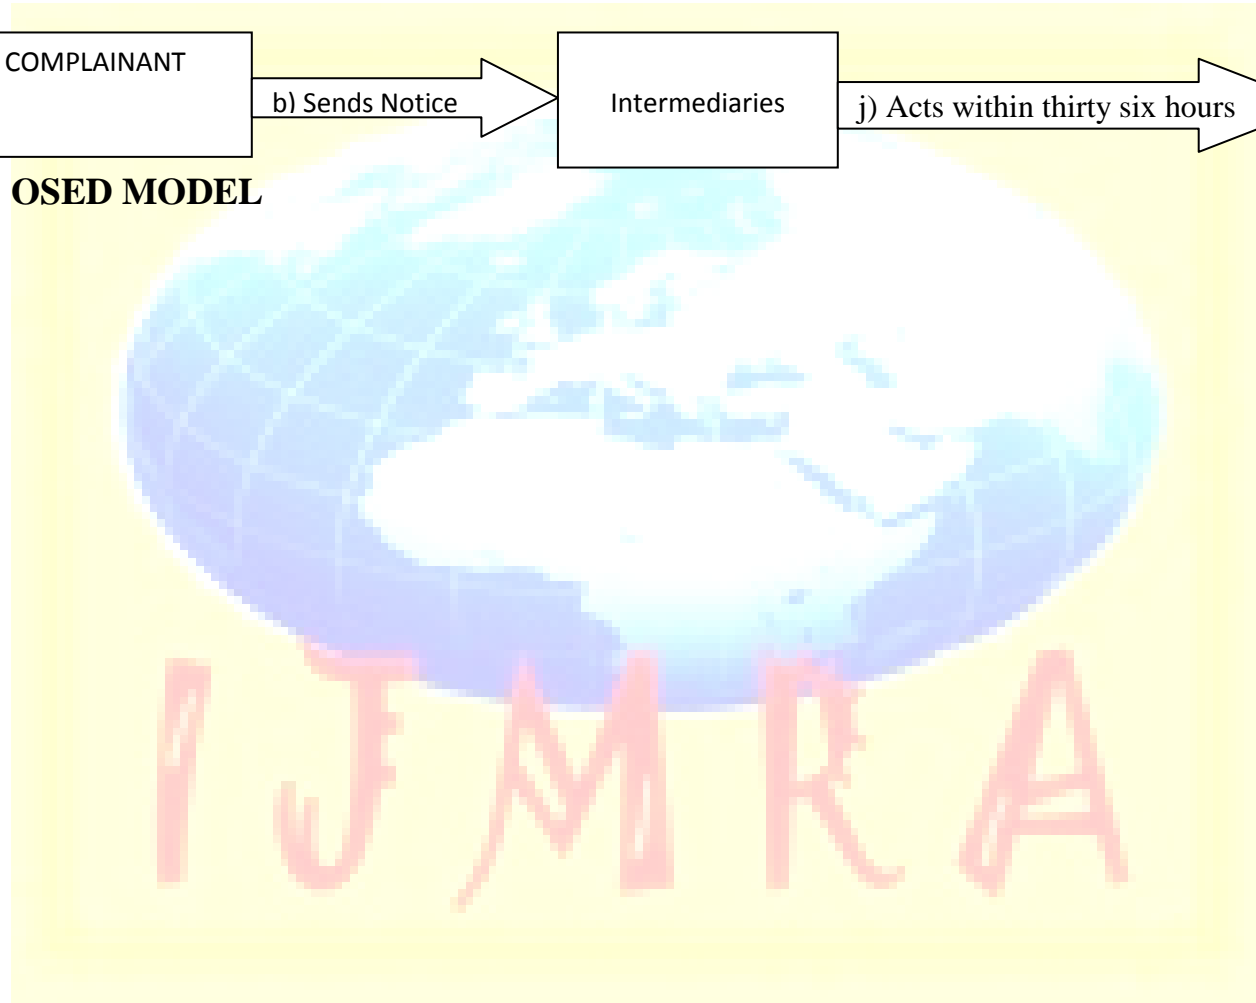 COMPLAINANT
b) Sends Notice
Intermediaries
j) Acts within thirty six hours
OSED MODEL
IJMRA